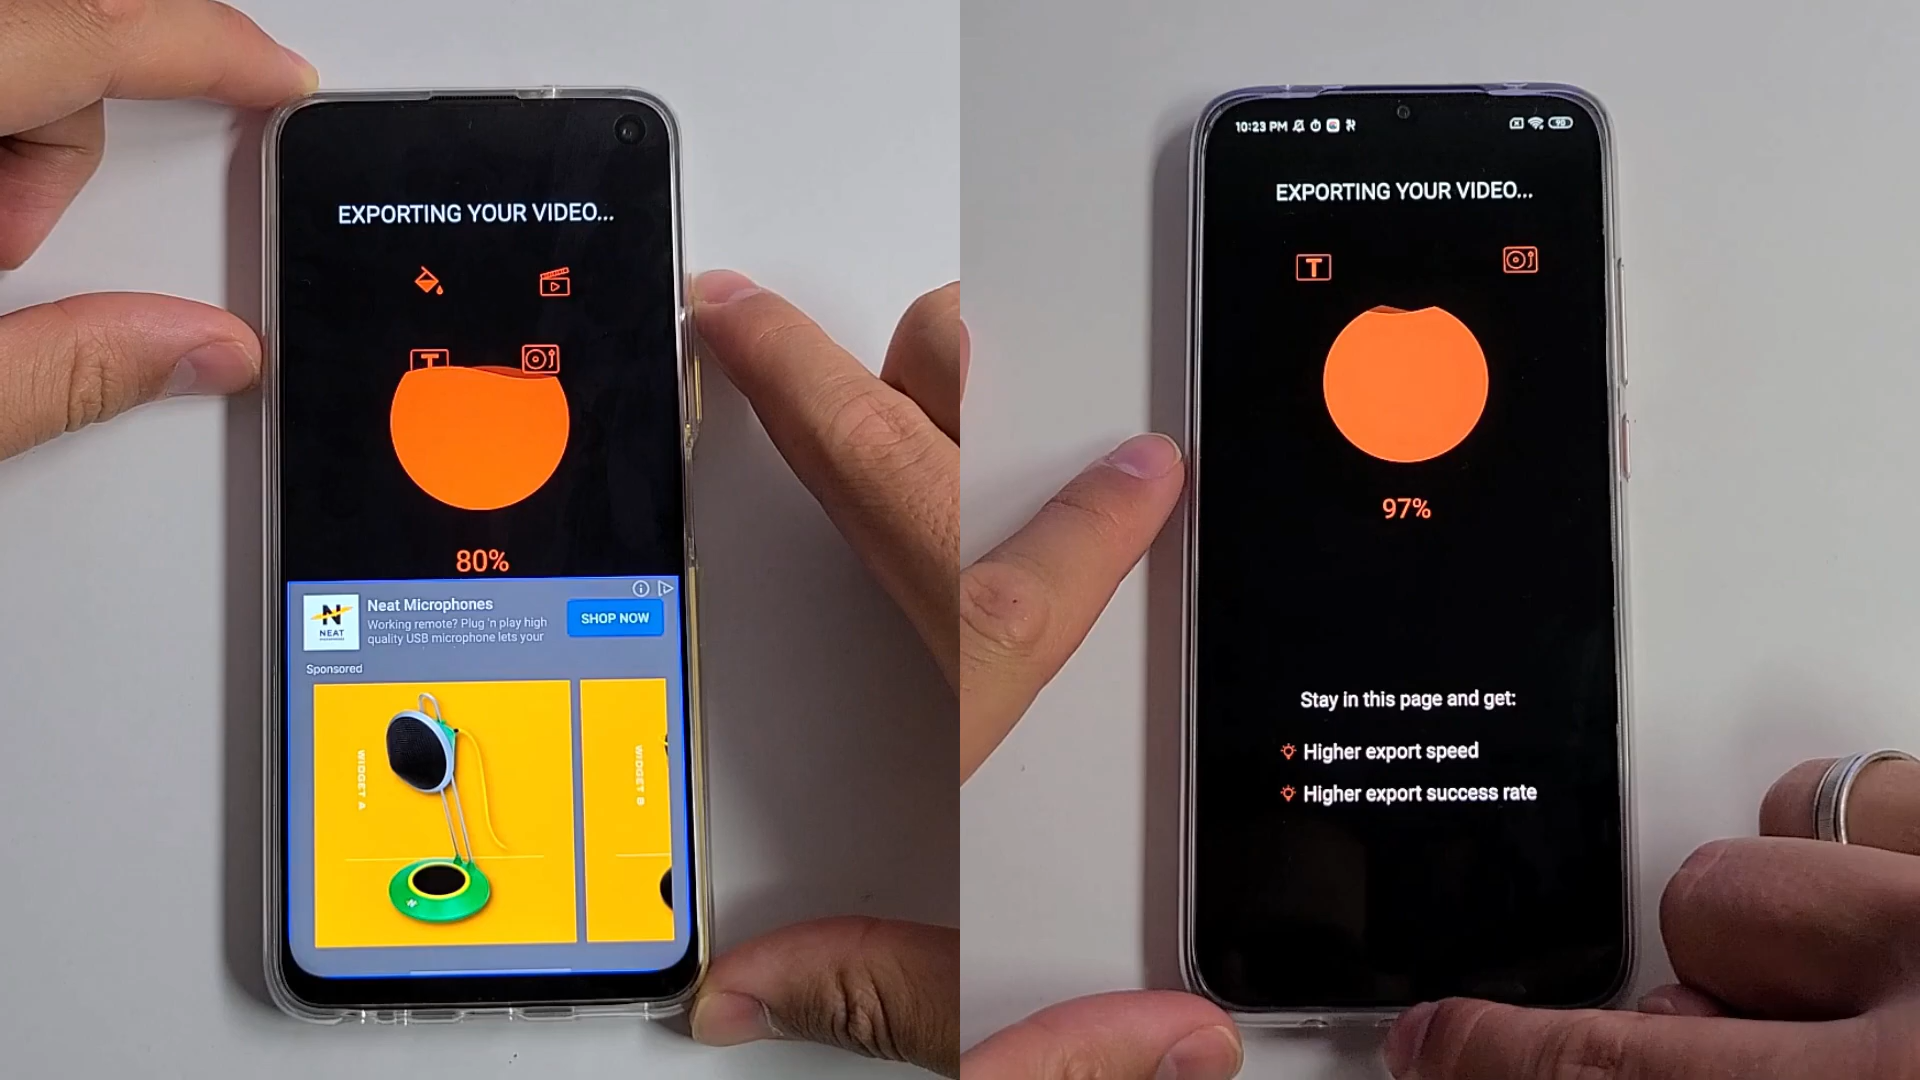 EXPORTING YOUR VIDEO...
T
80%
N
NEAT
Neat Microphones
Working remote? Plug 'n play high
quality USB microphone lets your
SHOP NOW
Sponsored
WIDGET A
WIDGET B
10:23 PM
90
EXPORTING YOUR VIDEO...
T
97%
Stay in this page and get:
Higher export speed
Higher export success rate